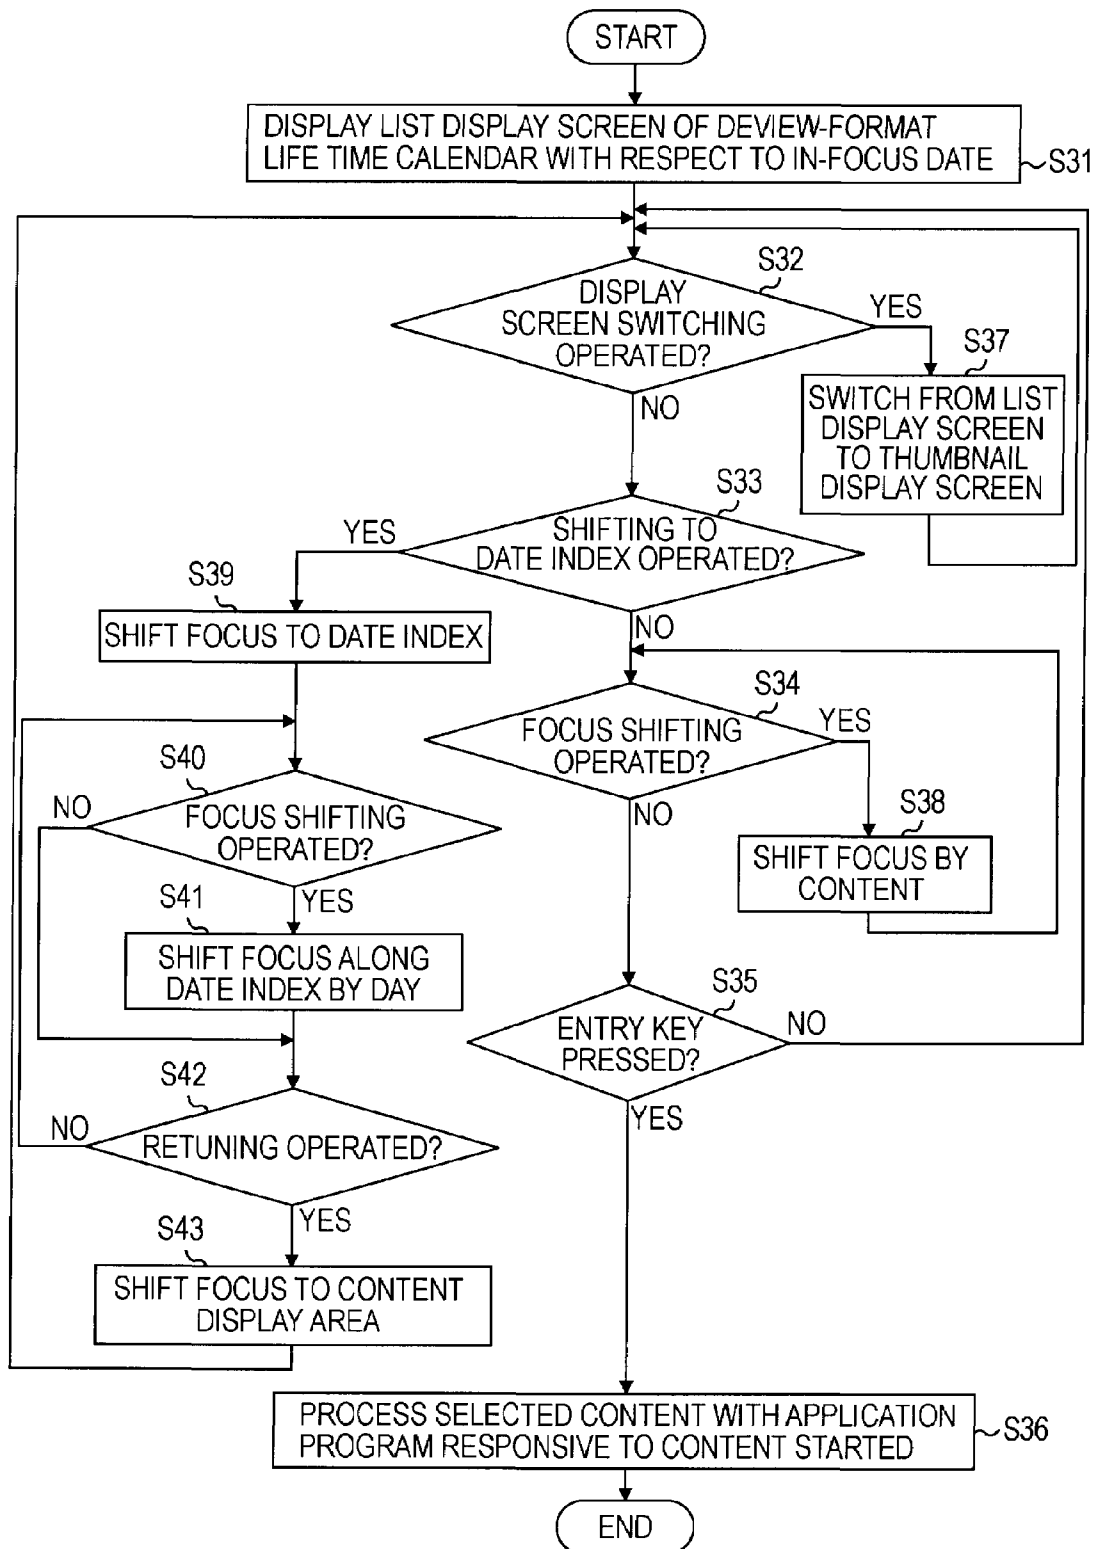 START
DISPLAY LIST DISPLAY SCREEN OF DEVIEW-FORMAT
LIFE TIME CALENDAR WITH RESPECT TO IN-FOCUS DATE
S31
S32
DISPLAY
SCREEN SWITCHING
OPERATED?
YES
NO
S37
SWITCH FROM LIST
DISPLAY SCREEN
TO THUMBNAIL
DISPLAY SCREEN
S33
SHIFTING TO
DATE INDEX OPERATED?
YES
NO
S39
SHIFT FOCUS TO DATE INDEX
S34
FOCUS SHIFTING
OPERATED?
YES
NO
S38
SHIFT FOCUS BY
CONTENT
S40
FOCUS SHIFTING
OPERATED?
NO
YES
S41
SHIFT FOCUS ALONG
DATE INDEX BY DAY
S35
ENTRY KEY
PRESSED?
NO
YES
S42
RETUNING OPERATED?
NO
YES
S43
SHIFT FOCUS TO CONTENT
DISPLAY AREA
PROCESS SELECTED CONTENT WITH APPLICATION
PROGRAM RESPONSIVE TO CONTENT STARTED
S36
END